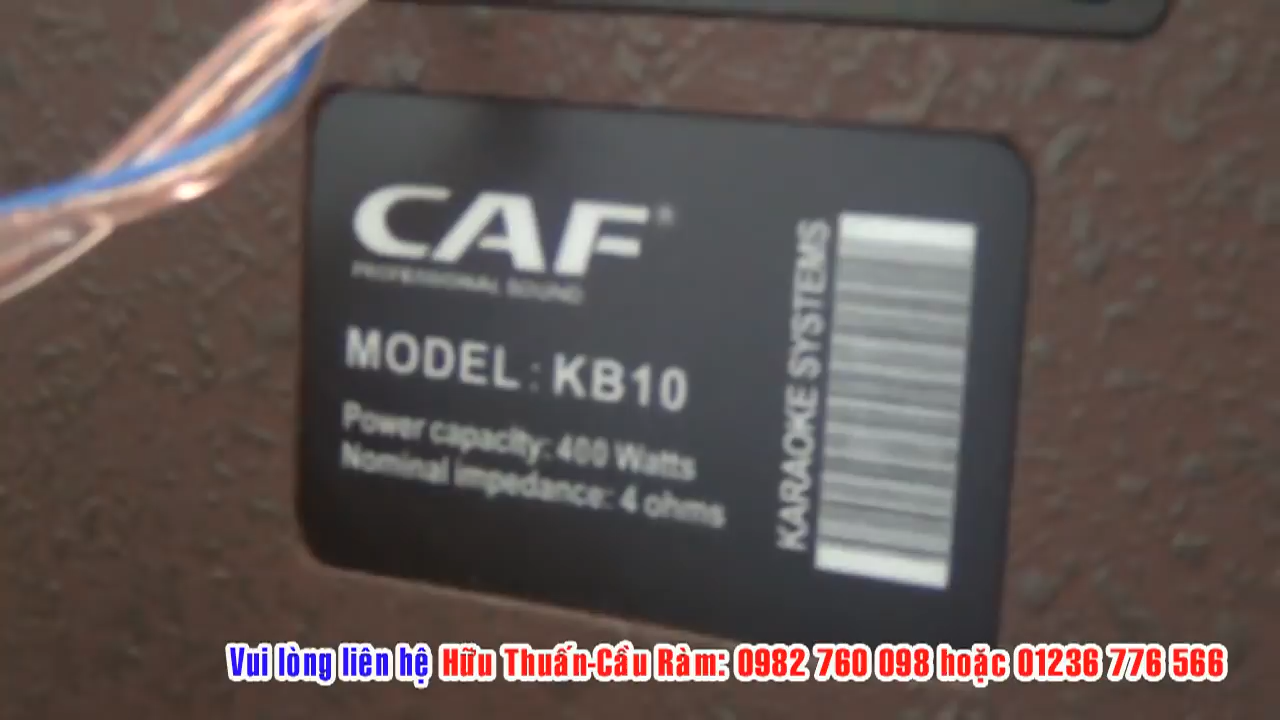 CAF®
PROFESSIONAL SOUND
MODEL : KB10
Power capacity: 400 Watts
Nominal impedance: 4 ohms
KARAOKE SYSTEMS
Vui lòng liên hệ Hữu Thuấn-Cầu Ràm: 0982 760 098 hoặc 01236 776 566